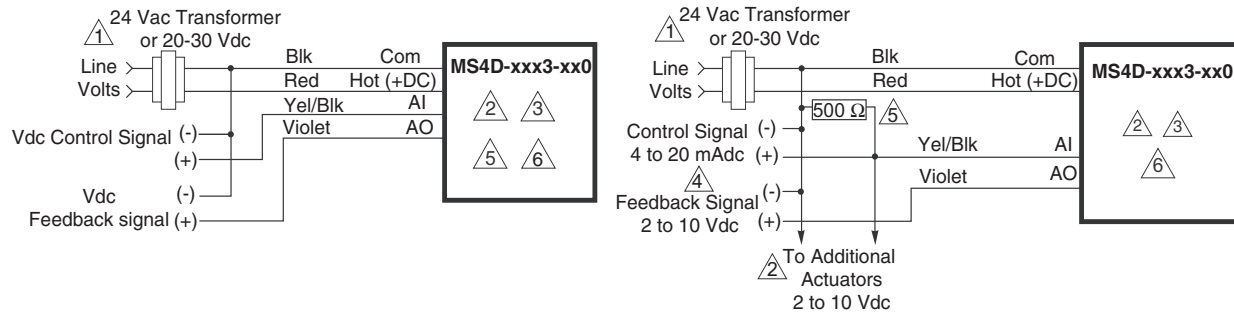 1
24 Vac Transformer
or 20-30 Vdc
Line
Volts
Blk
Com
Red
Hot (+DC)
Yel/Blk
AI
Violet
AO
Vdc Control Signal (-)
(+)
Vdc (-)
Feedback signal (+)
MS4D-xxx3-xx0
2
3
5
6
1
24 Vac Transformer
or 20-30 Vdc
Line
Volts
Blk
Com
Red
Hot (+DC)
500 Ω
5
Control Signal (-)
4 to 20 mAdc (+)
Yel/Blk
AI
Violet
AO
4
(-)
Feedback Signal
2 to 10 Vdc (+)
2
To Additional
Actuators
2 to 10 Vdc
MS4D-xxx3-xx0
2
3
6